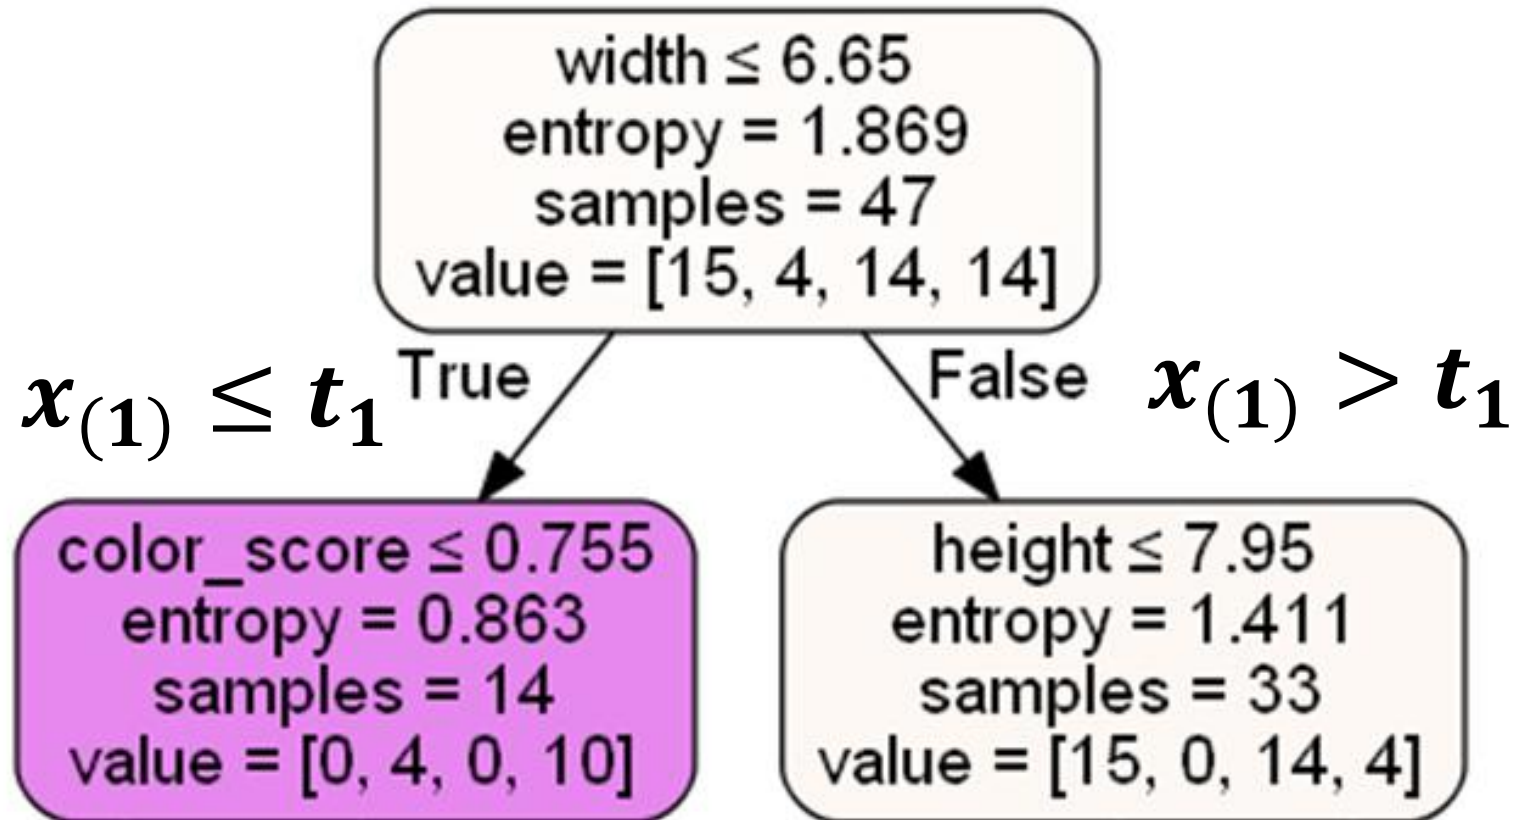 width ≤ 6.65
entropy = 1.869
samples = 47
value = [15, 4, 14, 14]
x(1) ≤ t1
True
False
x(1) > t1
color_score ≤ 0.755
entropy = 0.863
samples = 14
value = [0, 4, 0, 10]
height ≤ 7.95
entropy = 1.411
samples = 33
value = [15, 0, 14, 4]